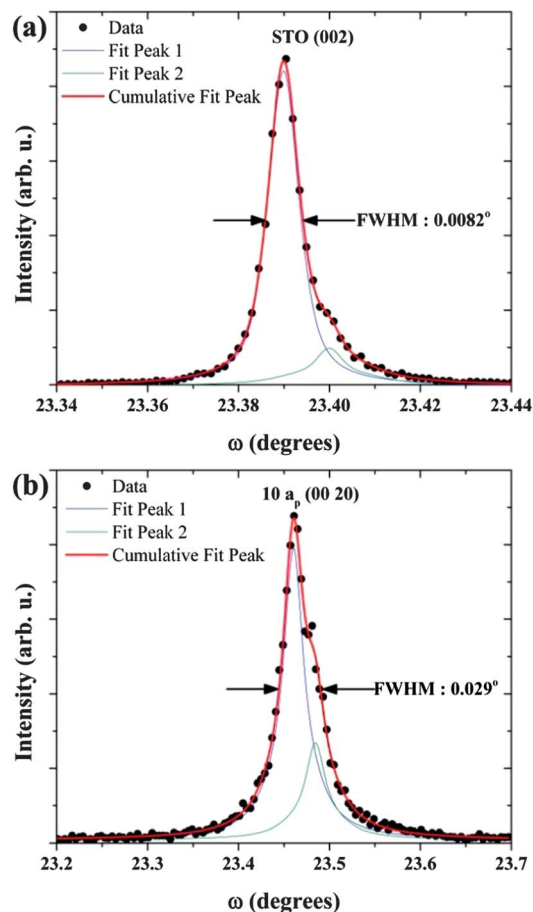 (a)
STO (002)
Data
Fit Peak 1
Fit Peak 2
Cumulative Fit Peak
FWHM : 0.0082°
Intensity (arb. u.)
23.34 23.36 23.38 23.40 23.42 23.44
ω (degrees)
(b)
10 aₚ (00 20)
Data
Fit Peak 1
Fit Peak 2
Cumulative Fit Peak
FWHM : 0.029°
Intensity (arb. u.)
23.2 23.3 23.4 23.5 23.6 23.7
ω (degrees)